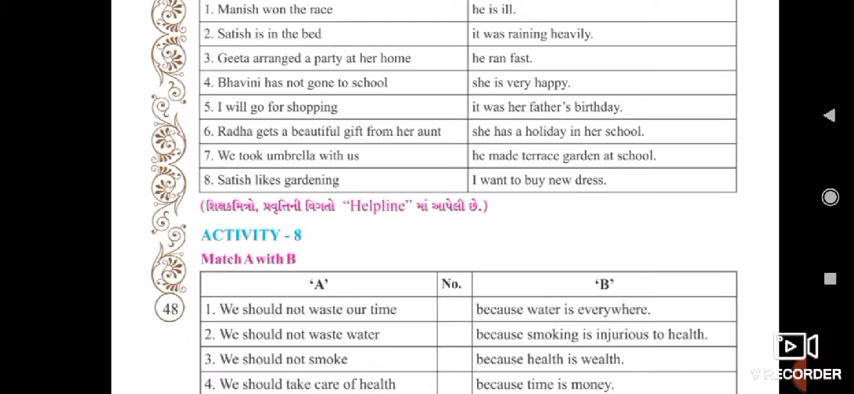 1. Manish won the race he is ill.
2. Satish is in the bed it was raining heavily.
3. Geeta arranged a party at her home he ran fast.
4. Bhavini has not gone to school she is very happy.
5. I will go for shopping it was her father's birthday.
6. Radha gets a beautiful gift from her aunt she has a holiday in her school.
7. We took umbrella with us he made terrace garden at school.
8. Satish likes gardening I want to buy new dress.
(શિક્ષકમિત્રો, પ્રવૃત્તિની વિગતો "Helpline" માં આપેલી છે.)
ACTIVITY - 8
Match A with B
'A' No. 'B'
1. We should not waste our time because water is everywhere.
2. We should not waste water because smoking is injurious to health.
3. We should not smoke because health is wealth.
4. We should take care of health because time is money.
48
V RECORDER